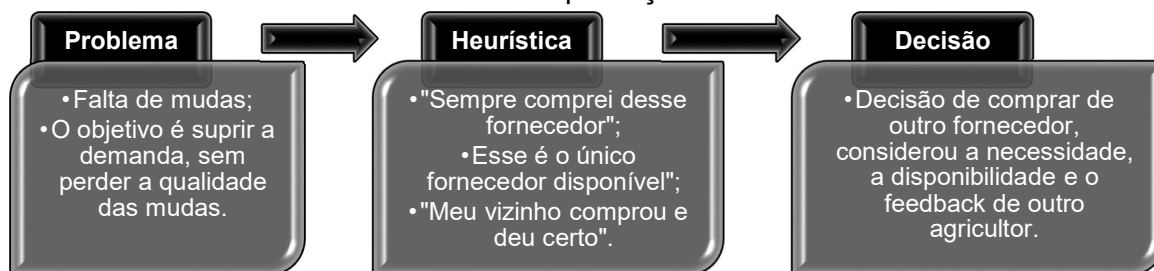 Problema
•Falta de mudas;
•O objetivo é suprir a
demanda, sem
perder a qualidade
das mudas.
Heurística
•"Sempre comprei desse
fornecedor";
•Esse é o único
fornecedor disponível";
•"Meu vizinho comprou e
deu certo".
Decisão
•Decisão de comprar de
outro fornecedor,
considerou a necessidade,
a disponibilidade e o
feedback de outro
agricultor.